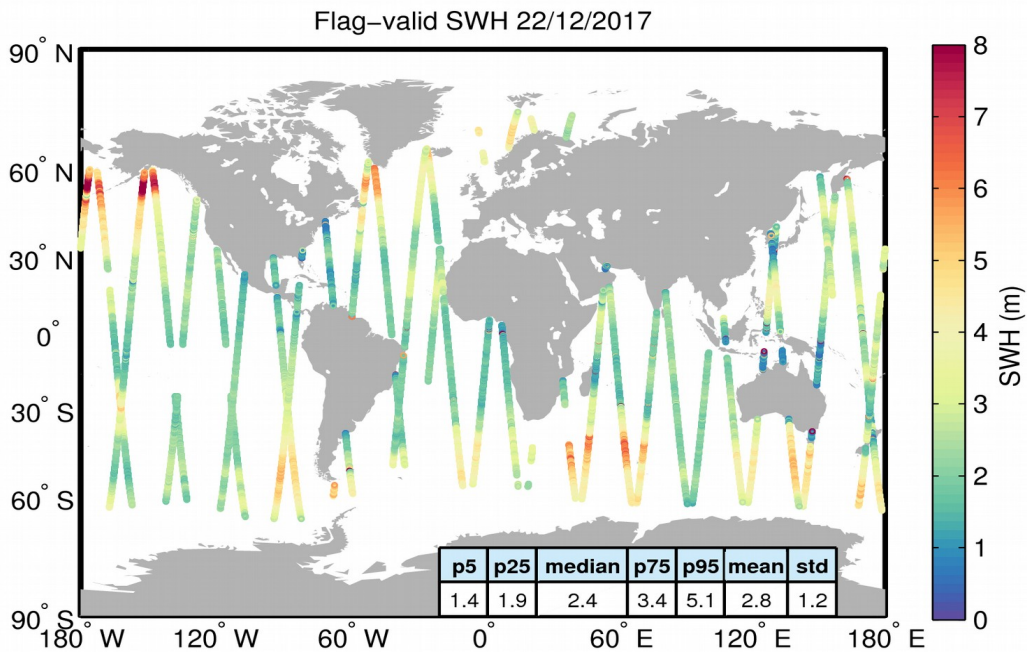 Flag−valid SWH 22/12/2017
90° N
60° N
30° N
0°
30° S
60° S
90° S
180° W
120° W
60° W
0°
60° E
120° E
180° E
p5 p25 median p75 p95 mean std
1.4 1.9 2.4 3.4 5.1 2.8 1.2
8
7
6
5
4
3
2
1
0
SWH (m)